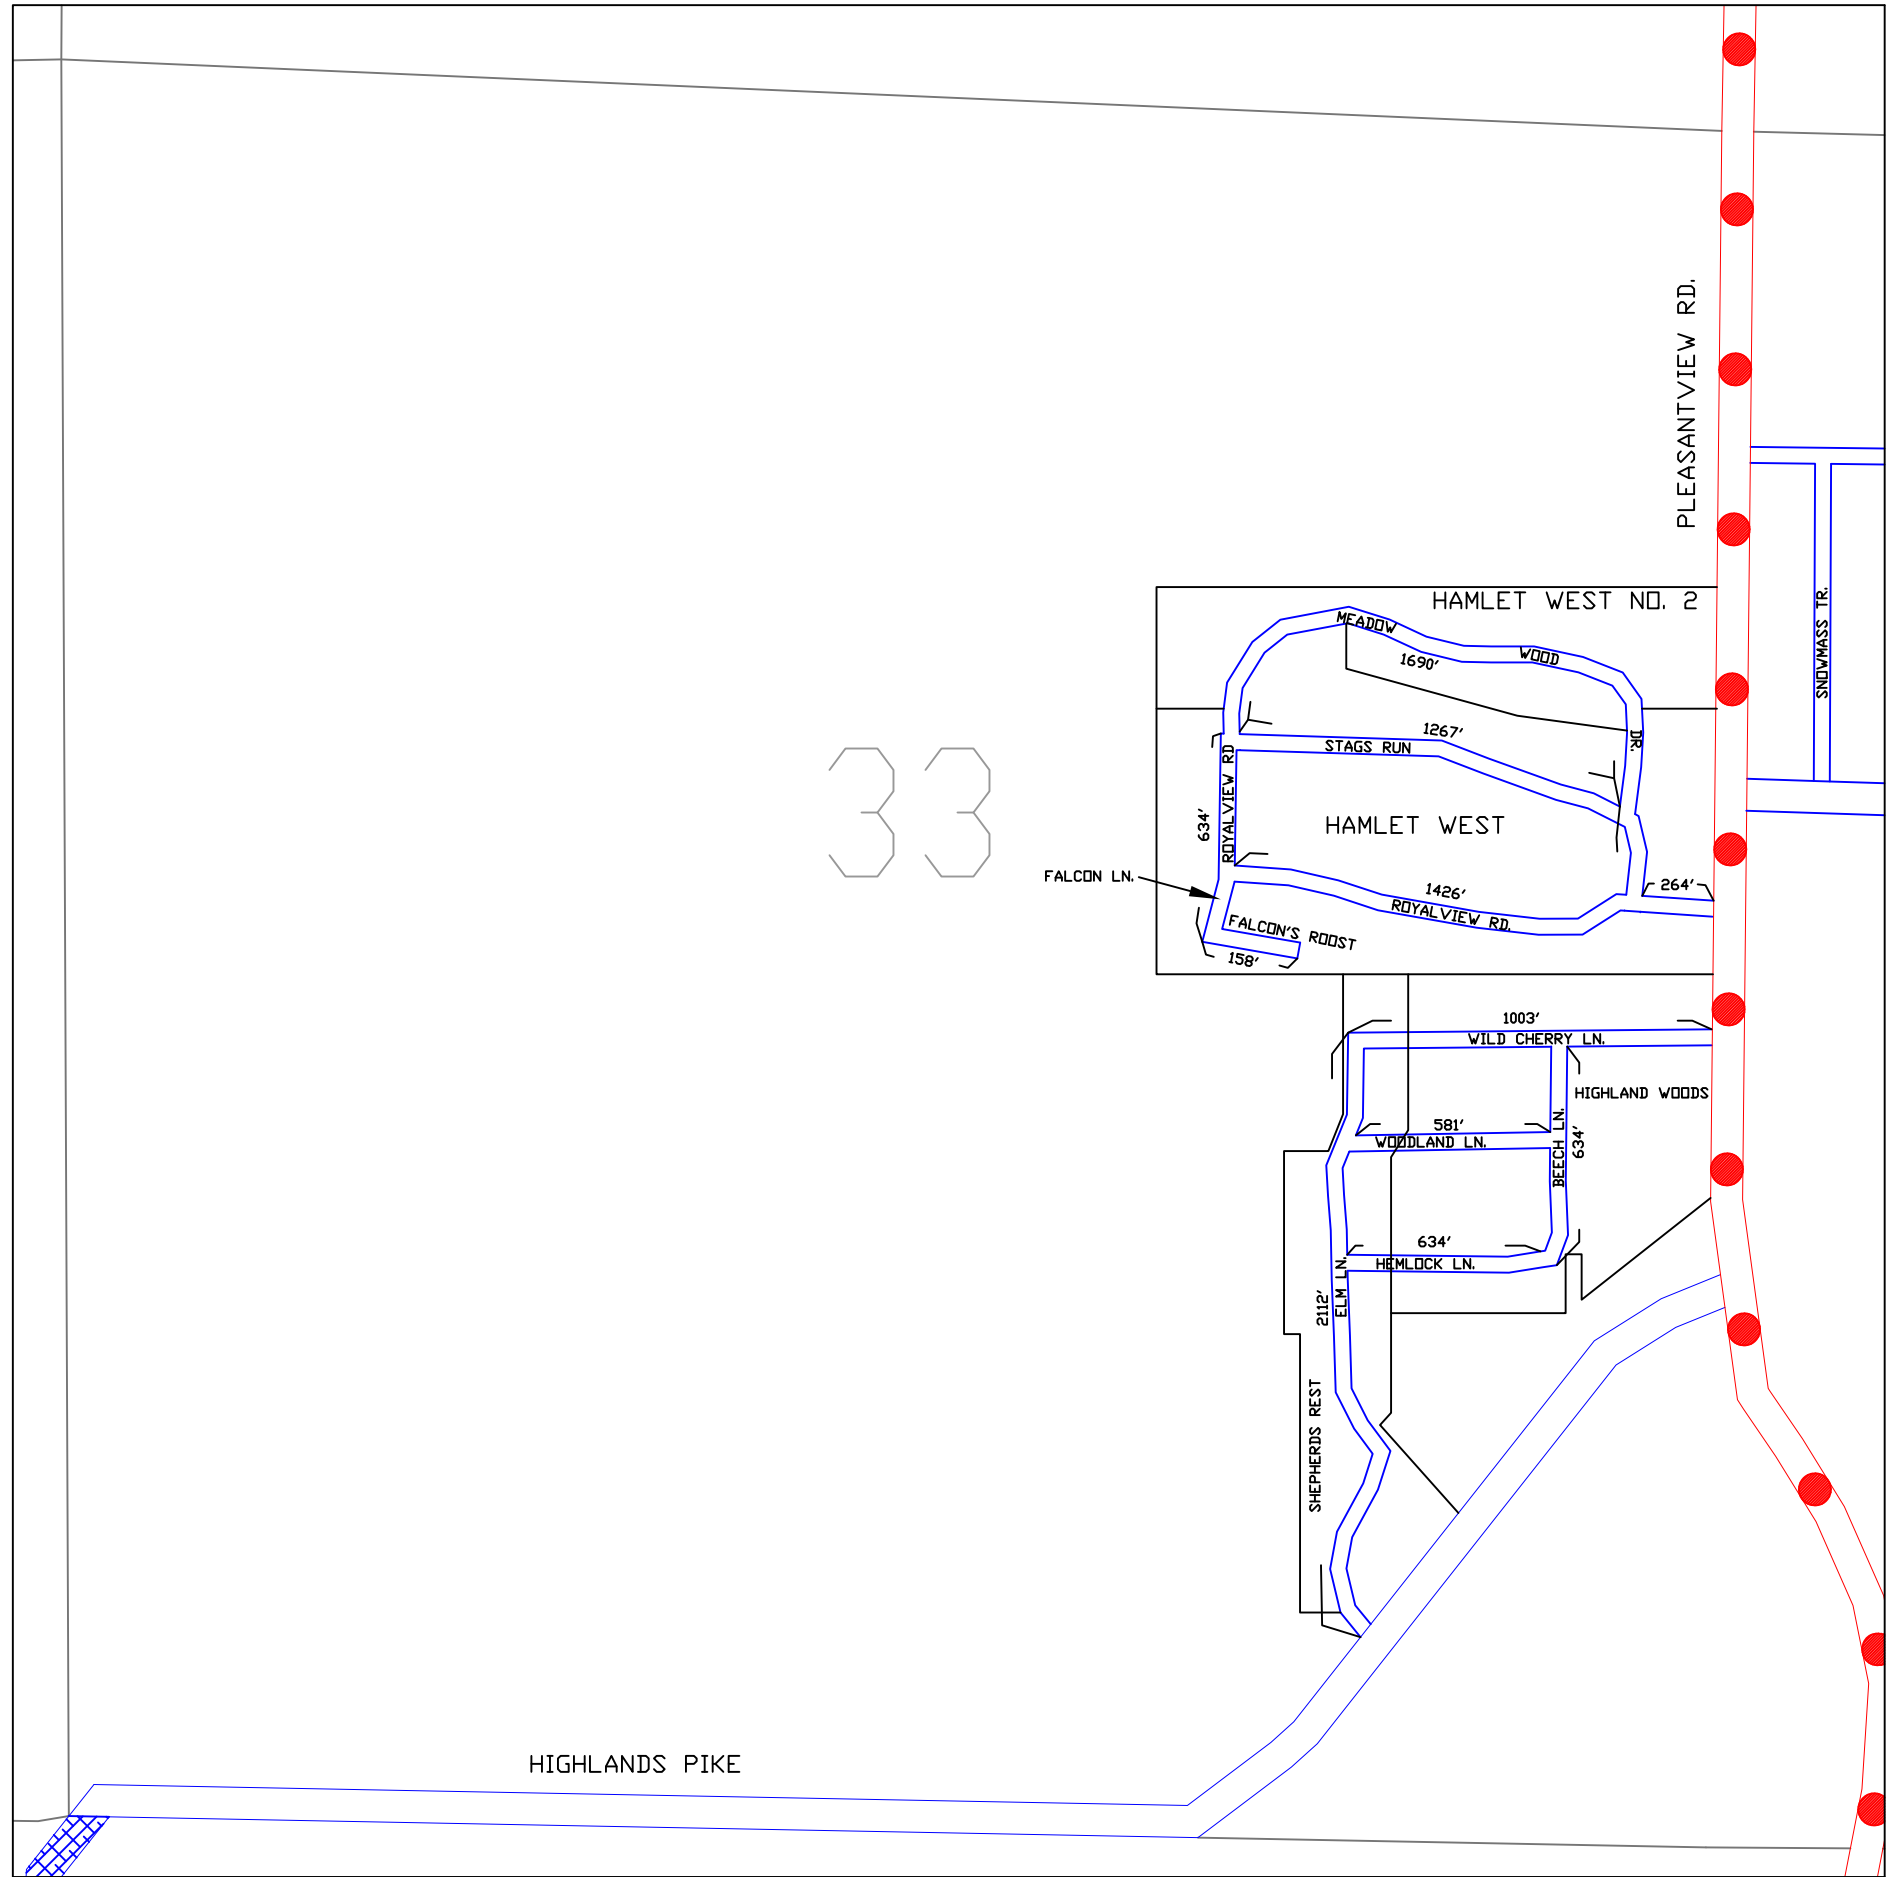 PLEASANTVIEW RD.
HAMLET WEST NO. 2
MEADOW
WOOD
DR.
1690'
SNOWMASS TR.
1267'
STAGS RUN
ROYALVIEW RD
634'
33
HAMLET WEST
FALCON LN.
264'
1426'
ROYALVIEW RD.
FALCON'S ROOST
158'
1003'
WILD CHERRY LN.
HIGHLAND WOODS
581'
WOODLAND LN.
BEECH LN.
634'
634'
HEMLOCK LN.
ELM LN.
2112'
SHEPHERDS REST
HIGHLANDS PIKE